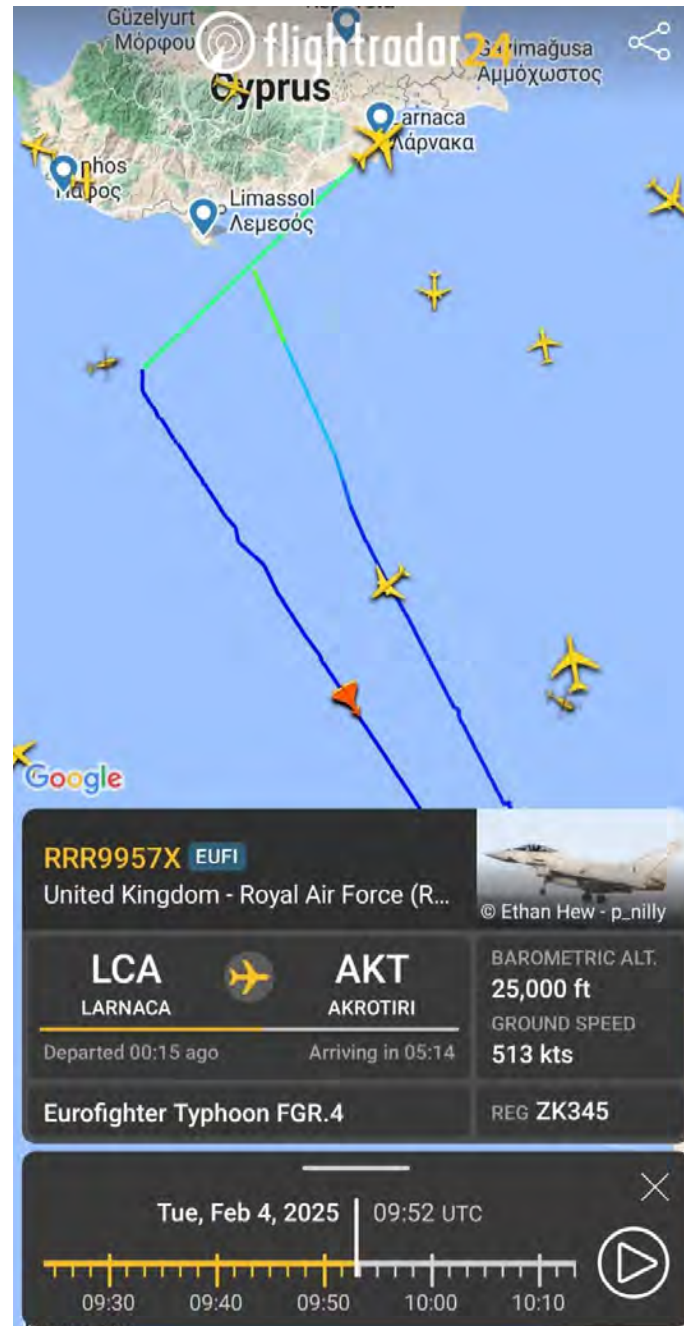 Güzelyurt
Μόρφου
flightradar24
Gazimağusa
Αμμόχωστος
Cyprus
Larnaca
Λάρνακα
phos
Πάφος
Limassol
Λεμεσός
Google
RRR9957X EUFI
United Kingdom - Royal Air Force (R...
© Ethan Hew - p_nilly
LCA
LARNACA
AKT
AKROTIRI
BAROMETRIC ALT.
25,000 ft
GROUND SPEED
513 kts
Departed 00:15 ago
Arriving in 05:14
Eurofighter Typhoon FGR.4
REG ZK345
Tue, Feb 4, 2025
09:52 UTC
09:30 09:40 09:50 10:00 10:10